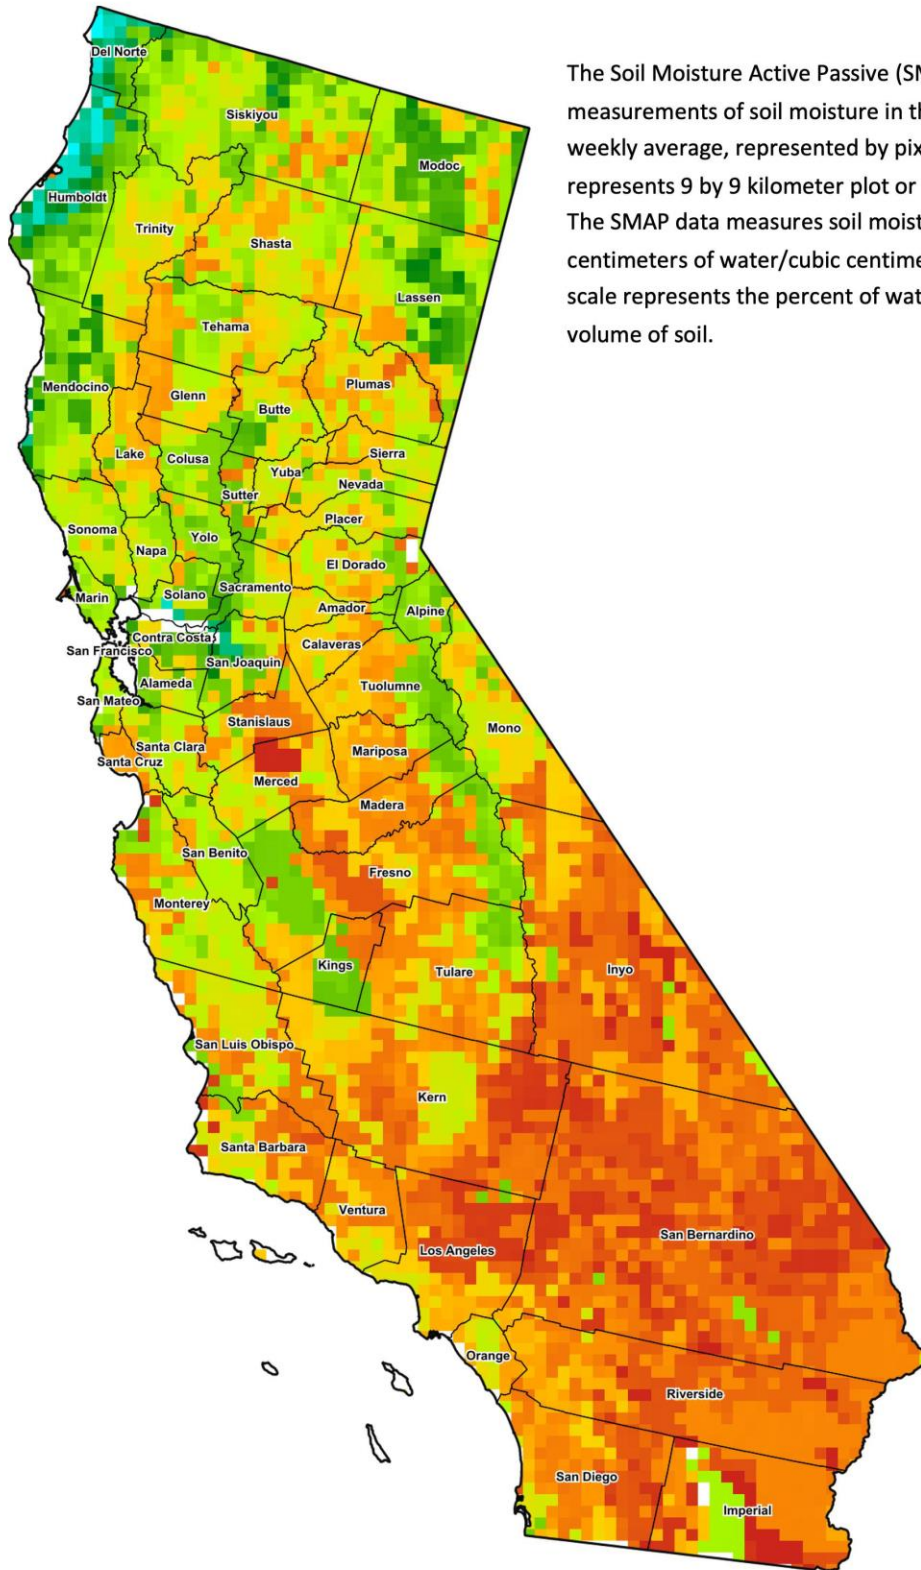 The Soil Moisture Active Passive (SM
measurements of soil moisture in th
weekly average, represented by pix
represents 9 by 9 kilometer plot or
The SMAP data measures soil moist
centimeters of water/cubic centime
scale represents the percent of wat
volume of soil.
Del Norte
Siskiyou
Modoc
Humboldt
Trinity
Shasta
Lassen
Tehama
Mendocino
Plumas
Glenn
Butte
Lake
Colusa
Sierra
Yuba
Nevada
Sutter
Placer
Sonoma
Yolo
Napa
El Dorado
Sacramento
Solano
Marin
Amador
Alpine
Contra Costa
Calaveras
San Francisco
San Joaquin
Alameda
Tuolumne
San Mateo
Stanislaus
Mono
Santa Clara
Mariposa
Santa Cruz
Merced
Madera
San Benito
Fresno
Monterey
Kings
Inyo
Tulare
San Luis Obispo
Kern
Santa Barbara
Ventura
San Bernardino
Los Angeles
Orange
Riverside
San Diego
Imperial